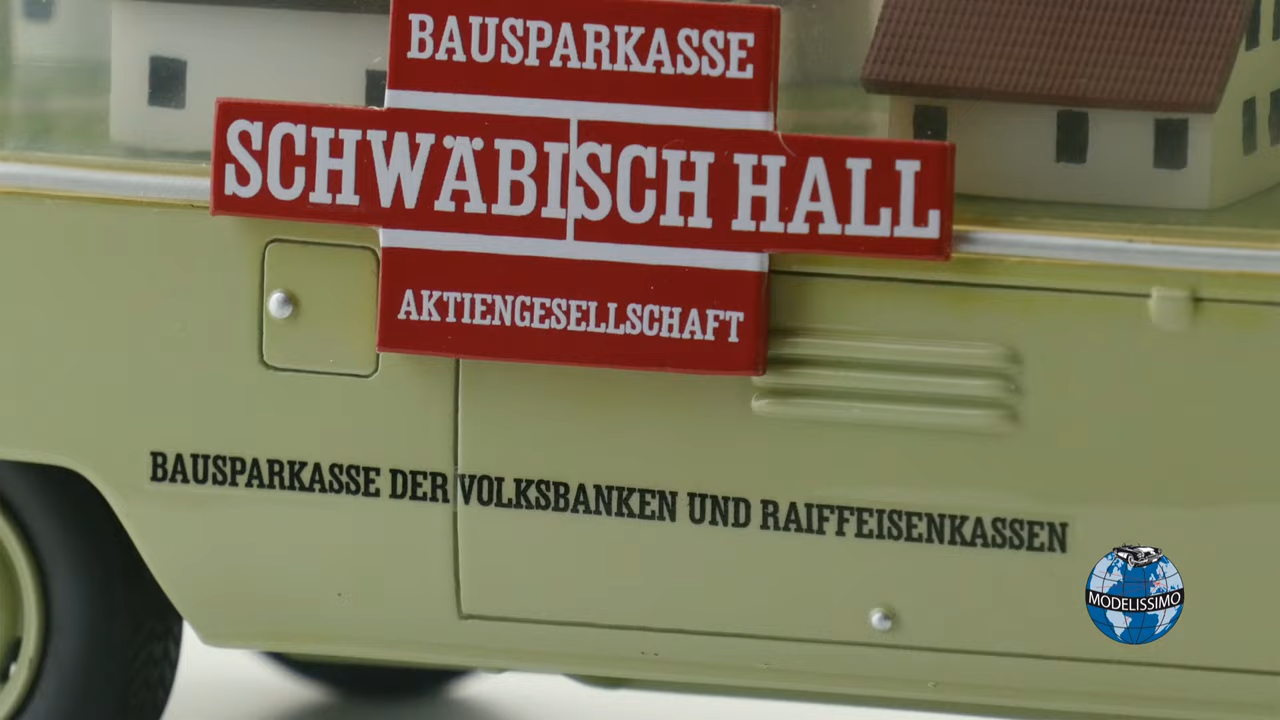 BAUSPARKASSE
SCHWÄBISCH HALL
AKTIENGESELLSCHAFT
BAUSPARKASSE DER VOLKSBANKEN UND RAIFFEISENKASSEN
MODELISSIMO